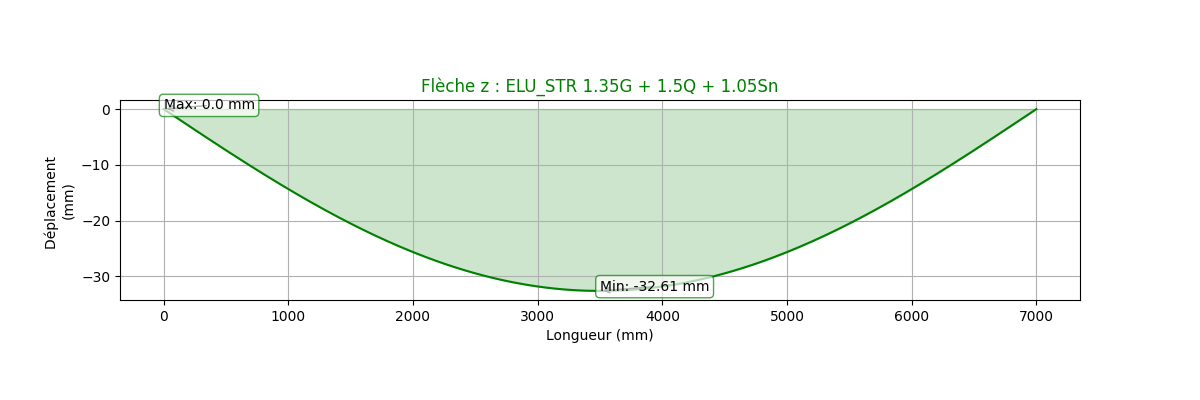 Flèche z : ELU_STR 1.35G + 1.5Q + 1.05Sn
Max: 0.0 mm
0
−10
−20
−30
Déplacement
(mm)
Min: -32.61 mm
0 1000 2000 3000 4000 5000 6000 7000
Longueur (mm)